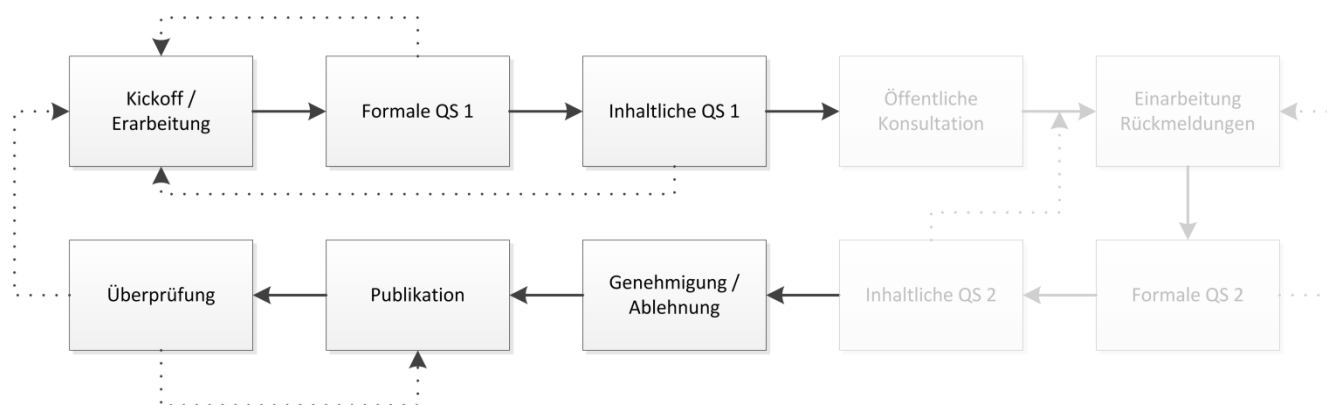 Kickoff /
Erarbeitung
Formale QS 1
Inhaltliche QS 1
Öffentliche
Konsultation
Einarbeitung
Rückmeldungen
Überprüfung
Publikation
Genehmigung /
Ablehnung
Inhaltliche QS 2
Formale QS 2